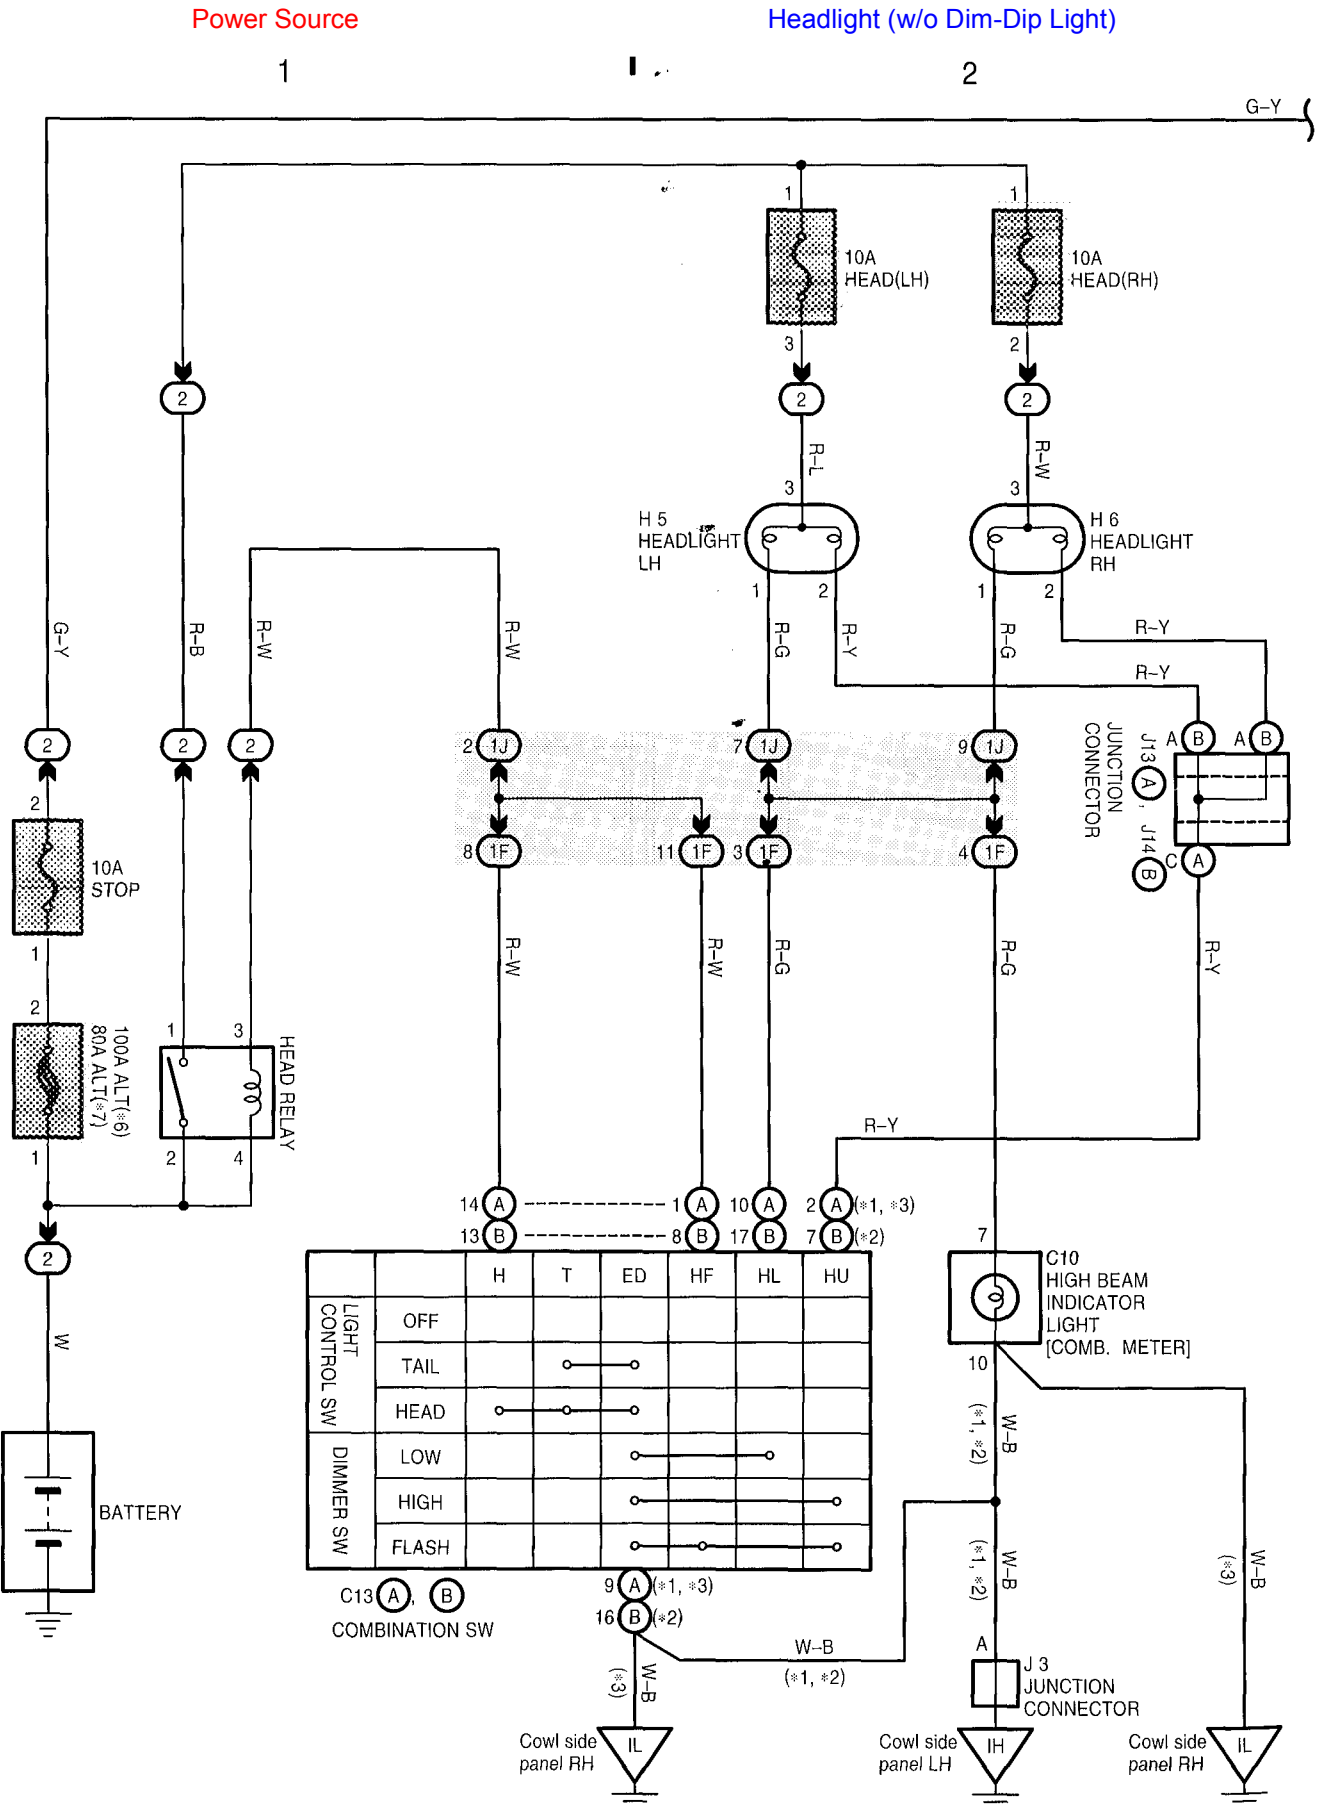 Power Source
Headlight (w/o Dim-Dip Light)
1
2
G-Y
1
1
10A
HEAD(LH)
10A
HEAD(RH)
3
2
2
2
2
R-L
R-W
3
3
H 5
HEADLIGHT
LH
H 6
HEADLIGHT
RH
1
2
1
2
G-Y
R-B
R-W
R-W
R-G
R-Y
R-G
R-Y
R-Y
2
2
2
2
1J
7
1J
9
1J
A
B
A
B
JUNCTION
CONNECTOR
J13
A
, J14
B
2
10A
STOP
8
1F
11
1F
3
1F
4
1F
C
A
1
R-W
R-W
R-G
R-G
R-Y
2
100A ALT(*6)
80A ALT(*7)
1
3
HEAD RELAY
1
2
4
R-Y
14
A
1
A
10
A
2
A
(*1, *3)
13
B
8
B
17
B
7
B
(*2)
7
2
C10
HIGH BEAM
INDICATOR
LIGHT
[COMB. METER]
10
H
T
ED
HF
HL
HU
LIGHT
CONTROL SW
OFF
TAIL
HEAD
DIMMER SW
LOW
HIGH
FLASH
W
BATTERY
W-B
(*1, *2)
W-B
(*1, *2)
W-B
(*3)
C13
A
,
B
COMBINATION SW
9
A
(*1, *3)
16
B
(*2)
W-B
(*1, *2)
W-B
(*3)
A
J 3
JUNCTION
CONNECTOR
Cowl side
panel RH
IL
Cowl side
panel LH
IH
Cowl side
panel RH
IL